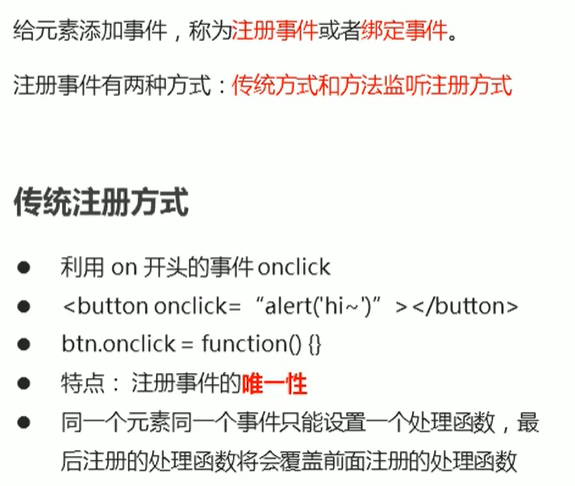 给元素添加事件，称为注册事件或者绑定事件。
注册事件有两种方式：传统方式和方法监听注册方式
传统注册方式
● 利用 on 开头的事件 onclick
● <button onclick= “alert('hi~')” ></button>
● btn.onclick = function() {}
● 特点： 注册事件的唯一性
● 同一个元素同一个事件只能设置一个处理函数，最
后注册的处理函数将会覆盖前面注册的处理函数